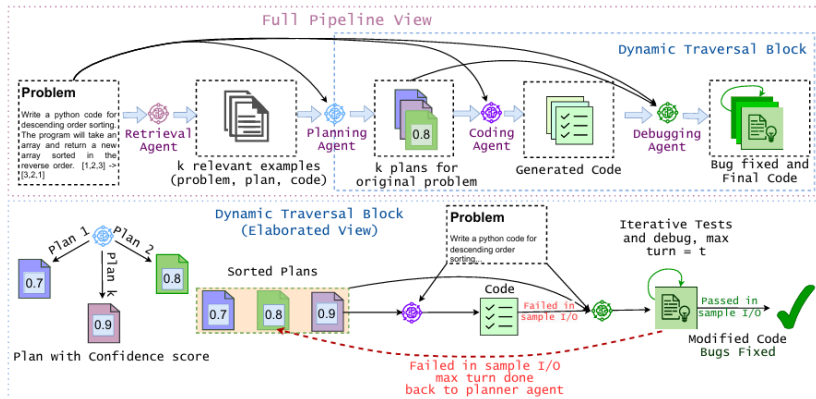 Full Pipeline View
Dynamic Traversal Block
Problem
Write a python code for
descending order sorting.
The program will take an
array and return a new
array sorted in the
reverse order. [1,2,3] ->
[3,2,1]
Retrieval
Agent
k relevant examples
(problem, plan, code)
Planning
Agent
0.8
k plans for
original problem
Coding
Agent
Generated Code
Debugging
Agent
Bug fixed and
Final Code
Dynamic Traversal Block
(Elaborated View)
Plan 1
Plan 2
Plan k
0.7
0.8
0.9
Plan with Confidence score
Sorted Plans
0.7
0.8
0.9
Problem
Write a python code for
descending order
sorting...
Code
Failed in
sample I/O
Iterative Tests
and debug, max
turn = t
Passed in
sample I/O
Modified Code
Bugs Fixed
Failed in sample I/O
max turn done
back to planner agent